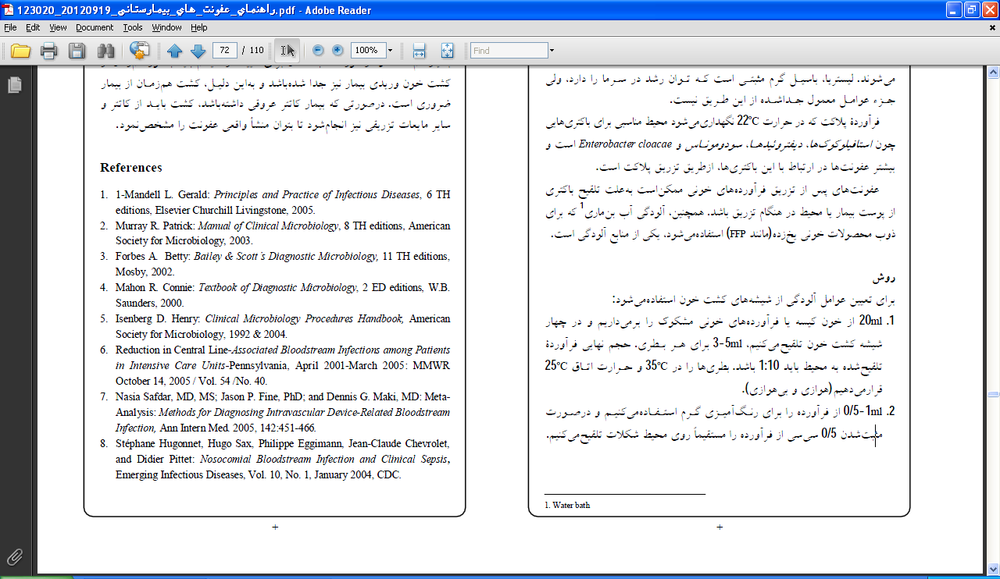 123020_20120919_راهنماي_عفونت_هاي_بيمارستاني.pdf - Adobe Reader
File Edit View Document Tools Window Help
72 / 110 100% Find
می‌شوند. لیستریا، باسیل گرم مثبتی است که توان رشد در سرما را دارد، ولی
جزء عوامل معمول جداشده از این طریق نیست.
فرآوردهٔ پلاکت که در حرارت 22°C نگهداری‌می‌شود محیط مناسبی برای باکتری‌هایی
چون استافیلوکوک‌ها، دیفتروئیدها، سودوموناس و Enterobacter cloacae است و
بیشتر عفونت‌ها در ارتباط با این باکتری‌ها، ازطریق تزریق پلاکت است.
عفونت‌های پس از تزریق فرآورده‌های خونی ممکن‌است به‌علت تلقیح باکتری
از پوست بیمار یا محیط در هنگام تزریق باشد. همچنین، آلودگی آب بن‌ماری1 که برای
ذوب محصولات خونی یخ‌زده(مانند FFP) استفاده‌می‌شود، یکی از منابع آلودگی است.
روش
برای تعیین عوامل آلودگی از شیشه‌های کشت خون استفاده‌می‌شود:
1. 20ml از خون کیسه یا فرآورده‌های خونی مشکوک را برمی‌داریم و در چهار
شیشه کشت خون تلقیح‌می‌کنیم، 3-5ml برای هر بطری. حجم نهایی فرآوردهٔ
تلقیح‌شده به محیط باید 1:10 باشد. بطری‌ها را در 35°C و حرارت اتاق 25°C
قرارمی‌دهیم (هوازی و بی‌هوازی).
2. 0/5-1ml از فرآورده را برای رنگ‌آمیزی گرم استفاده‌می‌کنیم و درصورت
مثبت‌شدن 0/5 سی‌سی از فرآورده را مستقیماً روی محیط شکلات تلقیح‌می‌کنیم.
1. Water bath
کشت خون وریدی بیمار نیز جدا شده‌باشد و به‌این دلیل، کشت هم‌زمان از بیمار
ضروری است. درصورتی که بیمار کاتتر عروقی داشته‌باشد، کشت باید از کاتتر و
سایر مایعات تزریقی نیز انجام‌شود تا بتوان منشأ واقعی عفونت را مشخص‌نمود.
References
1. 1-Mandell L. Gerald: Principles and Practice of Infectious Diseases, 6 TH
editions, Elsevier Churchill Livingstone, 2005.
2. Murray R. Patrick: Manual of Clinical Microbiology, 8 TH editions, American
Society for Microbiology, 2003.
3. Forbes A. Betty: Bailey & Scott´s Diagnostic Microbiology, 11 TH editions,
Mosby, 2002.
4. Mahon R. Connie: Textbook of Diagnostic Microbiology, 2 ED editions, W.B.
Saunders, 2000.
5. Isenberg D. Henry: Clinical Microbiology Procedures Handbook, American
Society for Microbiology, 1992 & 2004.
6. Reduction in Central Line-Associated Bloodstream Infections among Patients
in Intensive Care Units-Pennsylvania, April 2001-March 2005: MMWR
October 14, 2005 / Vol. 54 /No. 40.
7. Nasia Safdar, MD, MS; Jason P. Fine, PhD; and Dennis G. Maki, MD: Meta-
Analysis: Methods for Diagnosing Intravascular Device-Related Bloodstream
Infection, Ann Intern Med. 2005, 142:451-466.
8. Stéphane Hugonnet, Hugo Sax, Philippe Eggimann, Jean-Claude Chevrolet,
and Didier Pittet: Nosocomial Bloodstream Infection and Clinical Sepsis,
Emerging Infectious Diseases, Vol. 10, No. 1, January 2004, CDC.